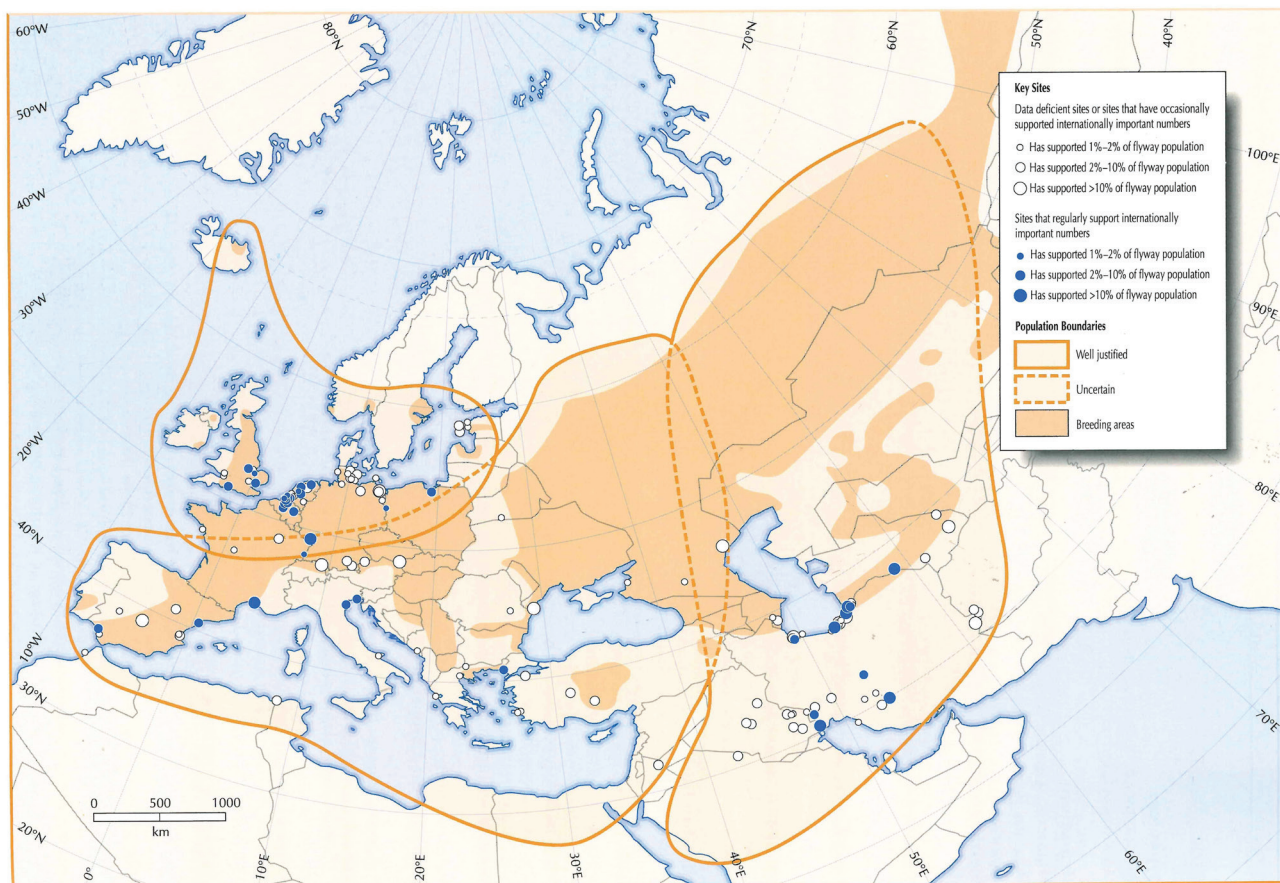 60°W
80°N
70°N
60°N
50°N
40°N
50°W
40°W
30°W
20°W
40°N
10°W
30°N
20°N
0°
10°E
20°E
30°E
40°E
50°E
60°E
70°E
80°E
90°E
100°E
Key Sites
Data deficient sites or sites that have occasionally
supported internationally important numbers
Has supported 1%–2% of flyway population
Has supported 2%–10% of flyway population
Has supported >10% of flyway population
Sites that regularly support internationally
important numbers
Has supported 1%–2% of flyway population
Has supported 2%–10% of flyway population
Has supported >10% of flyway population
Population Boundaries
Well justified
Uncertain
Breeding areas
0 500 1000
km